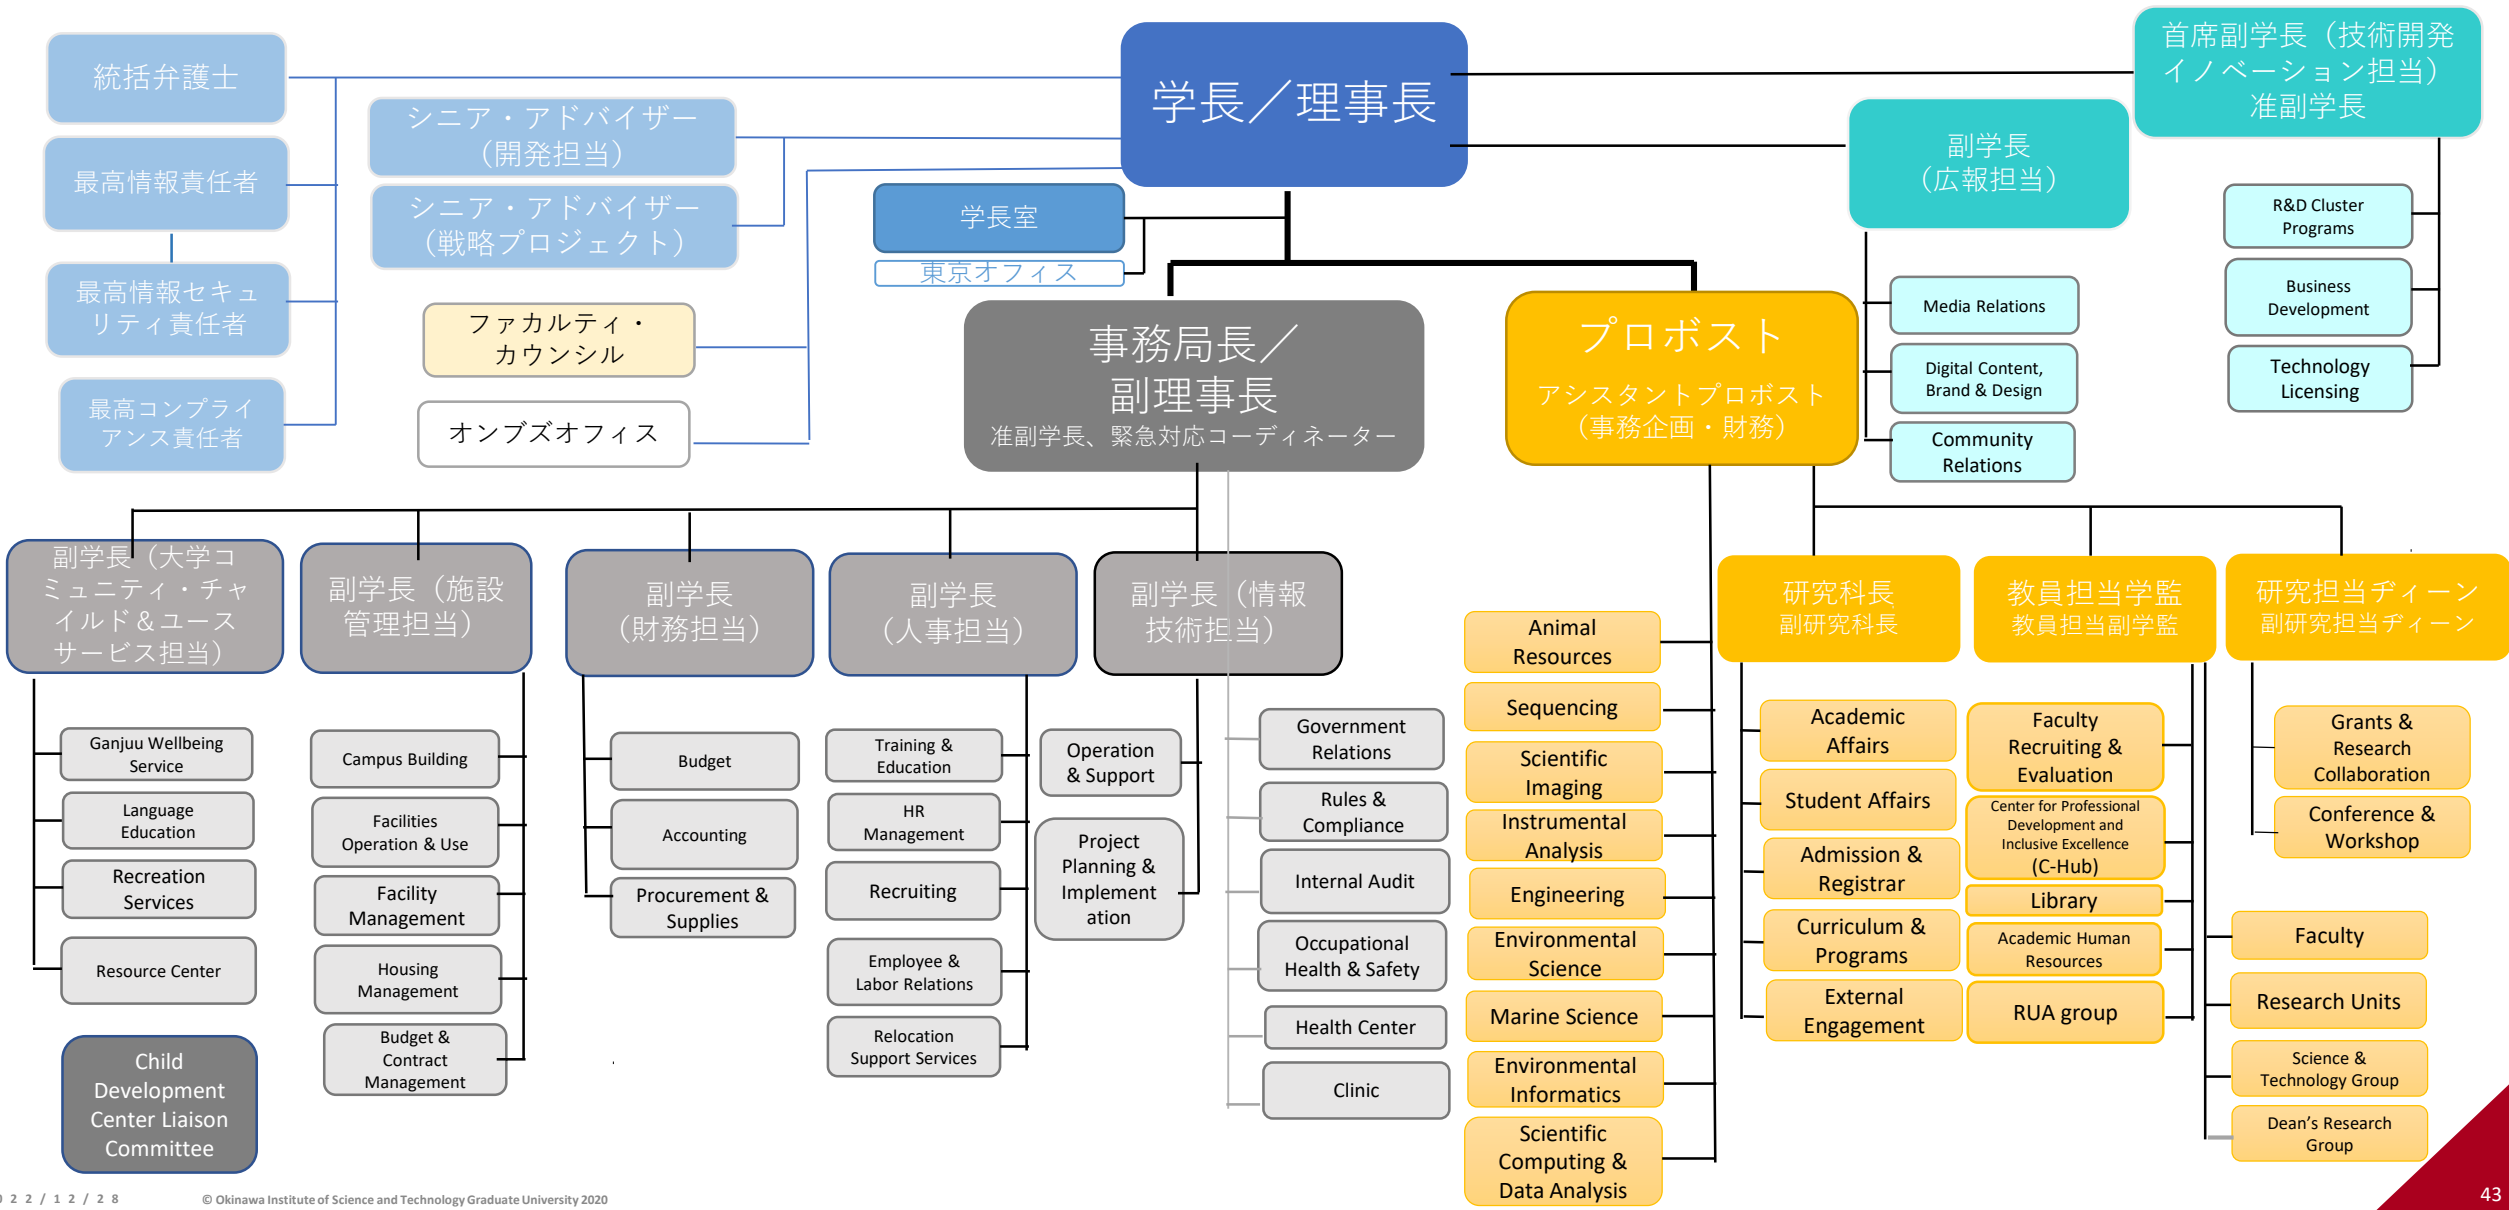 統括弁護士
最高情報責任者
最高情報セキュ
リティ責任者
最高コンプライ
アンス責任者
シニア・アドバイザー
（開発担当）
シニア・アドバイザー
（戦略プロジェクト）
ファカルティ・
カウンシル
オンブズオフィス
学長／理事長
学長室
東京オフィス
首席副学長（技術開発
イノベーション担当）
准副学長
R&D Cluster
Programs
Business
Development
Technology
Licensing
副学長
（広報担当）
Media Relations
Digital Content,
Brand & Design
Community
Relations
事務局長／
副理事長
准副学長、緊急対応コーディネーター
プロボスト
アシスタントプロボスト
（事務企画・財務）
副学長（大学コ
ミュニティ・チャ
イルド＆ユース
サービス担当）
Ganjuu Wellbeing
Service
Language
Education
Recreation
Services
Resource Center
Child
Development
Center Liaison
Committee
副学長（施設
管理担当）
Campus Building
Facilities
Operation & Use
Facility
Management
Housing
Management
Budget &
Contract
Management
副学長
（財務担当）
Budget
Accounting
Procurement &
Supplies
副学長
（人事担当）
Training &
Education
HR
Management
Recruiting
Employee &
Labor Relations
Relocation
Support Services
副学長（情報
技術担当）
Operation
& Support
Project
Planning &
Implement
ation
Government
Relations
Rules &
Compliance
Internal Audit
Occupational
Health & Safety
Health Center
Clinic
Animal
Resources
Sequencing
Scientific
Imaging
Instrumental
Analysis
Engineering
Environmental
Science
Marine Science
Environmental
Informatics
Scientific
Computing &
Data Analysis
研究科長
副研究科長
Academic
Affairs
Student Affairs
Admission &
Registrar
Curriculum &
Programs
External
Engagement
教員担当学監
教員担当副学監
Faculty
Recruiting &
Evaluation
Center for Professional
Development and
Inclusive Excellence
(C-Hub)
Library
Academic Human
Resources
RUA group
研究担当ディーン
副研究担当ディーン
Grants &
Research
Collaboration
Conference &
Workshop
Faculty
Research Units
Science &
Technology Group
Dean’s Research
Group
022/12/28
© Okinawa Institute of Science and Technology Graduate University 2020
43